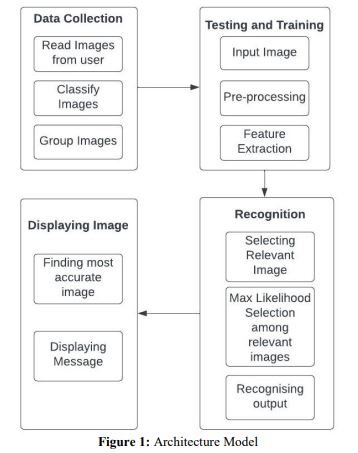 Data Collection
Read Images
from user
Classify
Images
Group Images
Testing and Training
Input Image
Pre-processing
Feature
Extraction
Recognition
Selecting
Relevant
Image
Max Likelihood
Selection
among
relevant
images
Recognising
output
Displaying Image
Finding most
accurate
image
Displaying
Message
Figure 1: Architecture Model